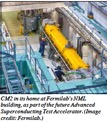 CM2 in its home at Fermilab's NML
building, as part of the future Advanced
Superconducting Test Accelerator. (Image
credit: Fermilab.)